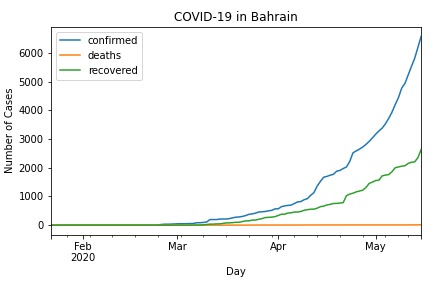 COVID-19 in Bahrain
confirmed
deaths
recovered
Number of Cases
6000
5000
4000
3000
2000
1000
0
Feb
2020
Mar
Apr
May
Day